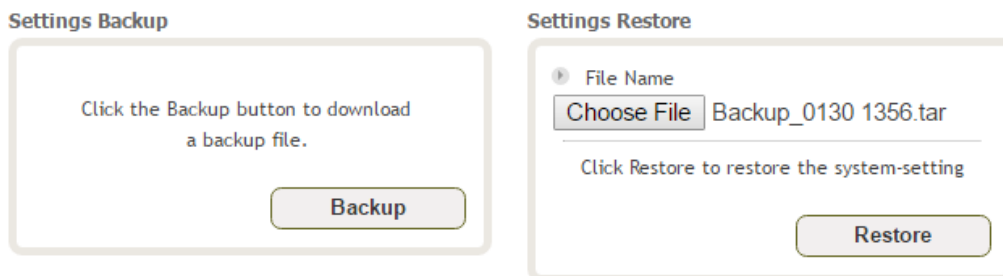 Settings Backup
Click the Backup button to download
a backup file.
Backup
Settings Restore
File Name
Choose File Backup_0130 1356.tar
Click Restore to restore the system-setting
Restore